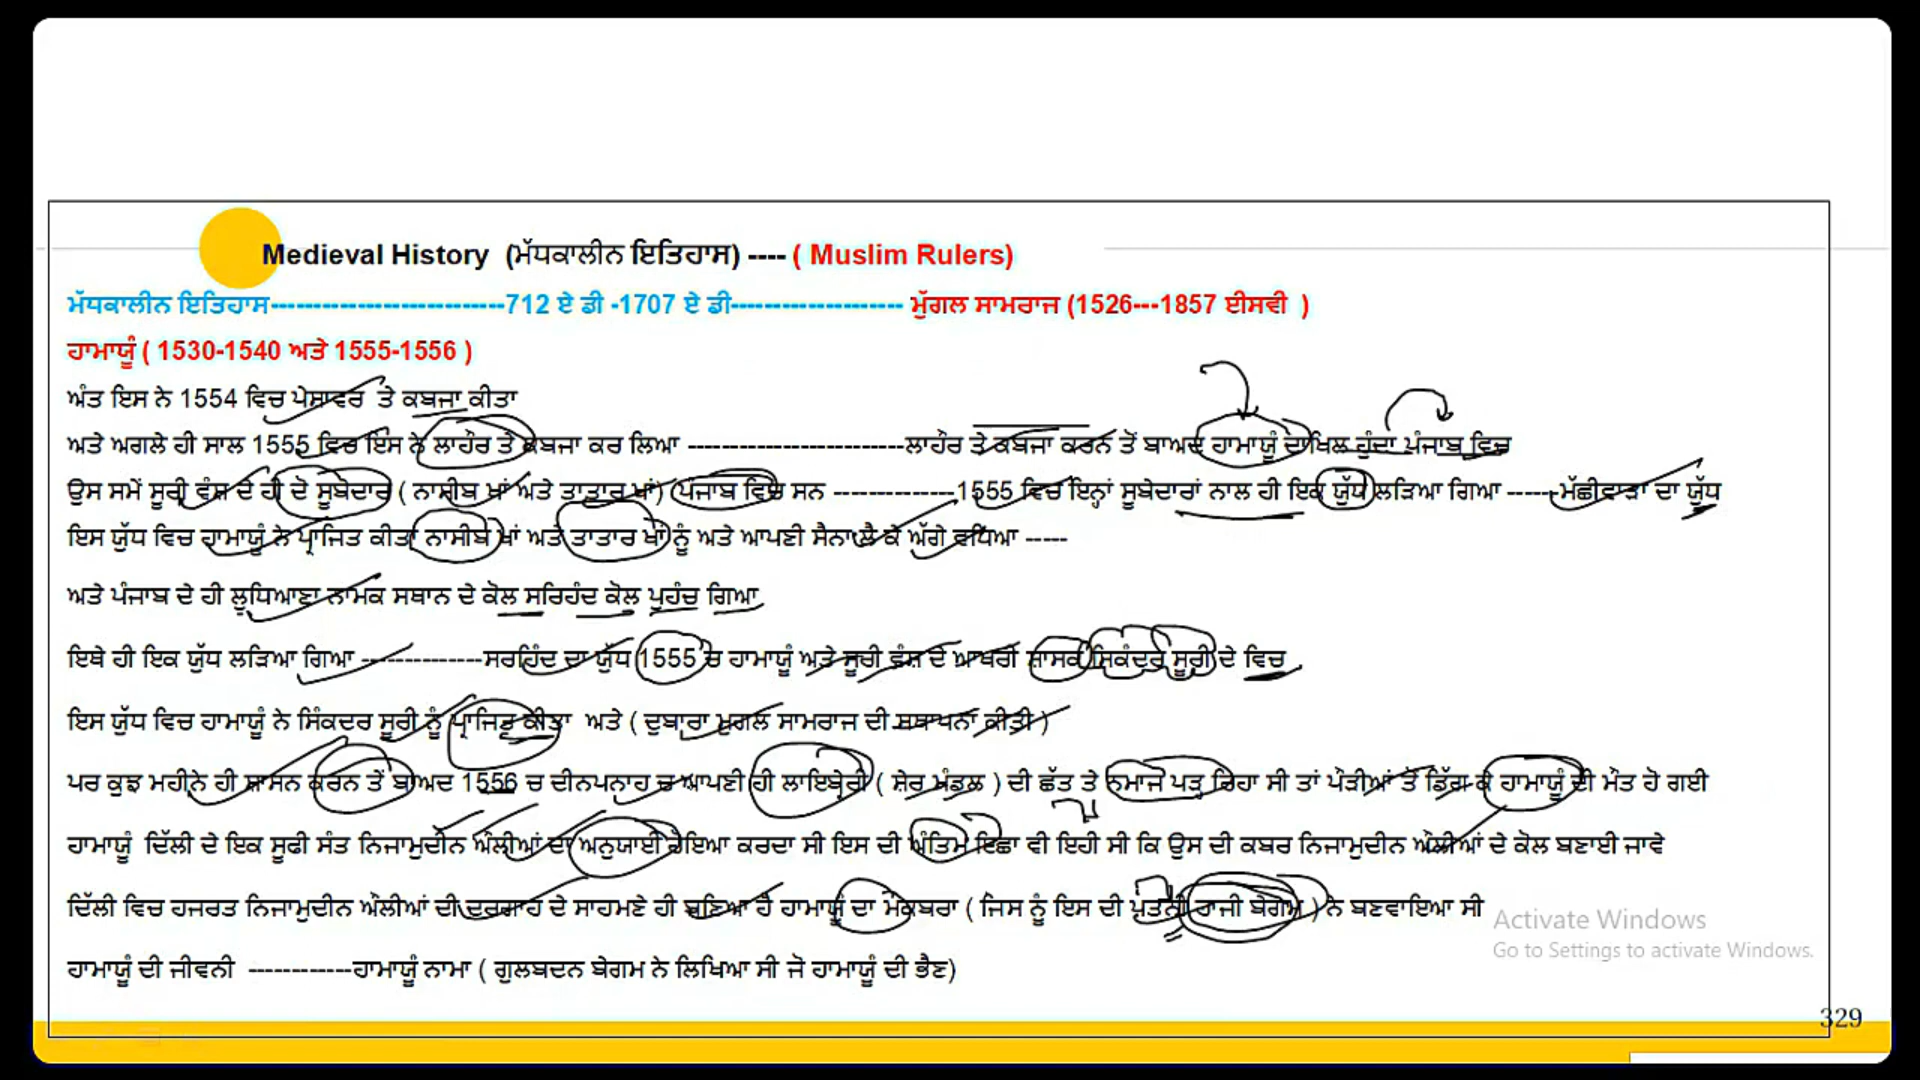 Medieval History (ਮੱਧਕਾਲੀਨ ਇਤਿਹਾਸ) ---- ( Muslim Rulers)
ਮੱਧਕਾਲੀਨ ਇਤਿਹਾਸ----------------------------712 ਏ ਡੀ -1707 ਏ ਡੀ--------------------- ਮੁੱਗਲ ਸਾਮਰਾਜ (1526---1857 ਈਸਵੀ )
ਹਾਮਾਯੂੰ ( 1530-1540 ਅਤੇ 1555-1556 )
ਅੰਤ ਇਸ ਨੇ 1554 ਵਿਚ ਪੇਸ਼ਾਵਰ ਤੇ ਕਬਜਾ ਕੀਤਾ
ਅਤੇ ਅਗਲੇ ਹੀ ਸਾਲ 1555 ਵਿਚ ਇਸ ਨੇ ਲਾਹੌਰ ਤੇ ਕਬਜਾ ਕਰ ਲਿਆ --------------------------ਲਾਹੌਰ ਤੇ ਕਬਜਾ ਕਰਨ ਤੋਂ ਬਾਅਦ ਹਾਮਾਯੂੰ ਦਾਖਿਲ ਹੁੰਦਾ ਪੰਜਾਬ ਵਿਚ
ਉਸ ਸਮੇਂ ਸੂਰੀ ਵੰਸ਼ ਦੇ ਹੀ ਦੋ ਸੂਬੇਦਾਰ ( ਨਾਸੀਬ ਖਾਂ ਅਤੇ ਤਾਤਾਰ ਖਾਂ) (ਪੰਜਾਬ ਵਿਚ ਸਨ ---------------1555 ਵਿਚ ਇਨ੍ਹਾਂ ਸੂਬੇਦਾਰਾਂ ਨਾਲ ਹੀ ਇਕ ਯੁੱਧ ਲੜਿਆ ਗਿਆ ------ਮੱਛੀਵਾੜਾ ਦਾ ਯੁੱਧ
ਇਸ ਯੁੱਧ ਵਿਚ ਹਾਮਾਯੂੰ ਨੇ ਪ੍ਰਾਜਿਤ ਕੀਤਾ ਨਾਸੀਬ ਖਾਂ ਅਤੇ ਤਾਤਾਰ ਖਾਂ ਨੂੰ ਅਤੇ ਆਪਣੀ ਸੈਨਾ ਲੈ ਕੇ ਅੱਗੇ ਵਧਿਆ -----
ਅਤੇ ਪੰਜਾਬ ਦੇ ਹੀ ਲੁਧਿਆਣਾ ਨਾਮਕ ਸਥਾਨ ਦੇ ਕੋਲ ਸਰਿਹੰਦ ਕੋਲ ਪੁਹੰਚ ਗਿਆ
ਇਥੇ ਹੀ ਇਕ ਯੁੱਧ ਲੜਿਆ ਗਿਆ ---------------ਸਰਹਿੰਦ ਦਾ ਯੁੱਧ 1555 ਚ ਹਾਮਾਯੂੰ ਅਤੇ ਸੂਰੀ ਵੰਸ਼ ਦੇ ਆਖਰੀ ਸ਼ਾਸਕ ਸਿਕੰਦਰ ਸੂਰੀ ਦੇ ਵਿਚ
ਇਸ ਯੁੱਧ ਵਿਚ ਹਾਮਾਯੂੰ ਨੇ ਸਿੰਕਦਰ ਸੂਰੀ ਨੂੰ ਪ੍ਰਾਜਿਤ ਕੀਤਾ ਅਤੇ ( ਦੁਬਾਰਾ ਮੁਗਲ ਸਾਮਰਾਜ ਦੀ ਸਥਾਪਨਾ ਕੀਤੀ )
ਪਰ ਕੁਝ ਮਹੀਨੇ ਹੀ ਸ਼ਾਸਨ ਕਰਨ ਤੋਂ ਬਾਅਦ 1556 ਚ ਦੀਨਪਨਾਹ ਚ ਆਪਣੀ ਹੀ ਲਾਇਬ੍ਰੇਰੀ ( ਸ਼ੇਰ ਮੰਡਲ ) ਦੀ ਛੱਤ ਤੇ ਨਮਾਜ ਪੜ੍ਹ ਰਿਹਾ ਸੀ ਤਾਂ ਪੌੜੀਆਂ ਤੋਂ ਡਿੱਗ ਕੇ ਹਾਮਾਯੂੰ ਦੀ ਮੌਤ ਹੋ ਗਈ
ਹਾਮਾਯੂੰ ਦਿੱਲੀ ਦੇ ਇਕ ਸੂਫੀ ਸੰਤ ਨਿਜਾਮੁਦੀਨ ਔਲੀਆਂ ਦਾ ਅਨੁਯਾਈ ਹੋਇਆ ਕਰਦਾ ਸੀ ਇਸ ਦੀ ਅੰਤਿਮ ਇਛਾ ਵੀ ਇਹੀ ਸੀ ਕਿ ਉਸ ਦੀ ਕਬਰ ਨਿਜਾਮੁਦੀਨ ਔਲੀਆਂ ਦੇ ਕੋਲ ਬਣਾਈ ਜਾਵੇ
ਦਿੱਲੀ ਵਿਚ ਹਜਰਤ ਨਿਜਾਮੁਦੀਨ ਔਲੀਆਂ ਦੀ ਦਰਗਾਹ ਦੇ ਸਾਹਮਣੇ ਹੀ ਬਣਿਆ ਹੈ ਹਾਮਾਯੂੰ ਦਾ ਮੌਕਬਰਾ ( ਜਿਸ ਨੂੰ ਇਸ ਦੀ ਪਤਨੀ ਹਾਜੀ ਬੇਗਮ ) ਨੇ ਬਣਵਾਇਆ ਸੀ
ਹਾਮਾਯੂੰ ਦੀ ਜੀਵਨੀ ------------ਹਾਮਾਯੂੰ ਨਾਮਾ ( ਗੁਲਬਦਨ ਬੇਗਮ ਨੇ ਲਿਖਿਆ ਸੀ ਜੋ ਹਾਮਾਯੂੰ ਦੀ ਭੈਣ)
Activate Windows
Go to Settings to activate Windows.
329